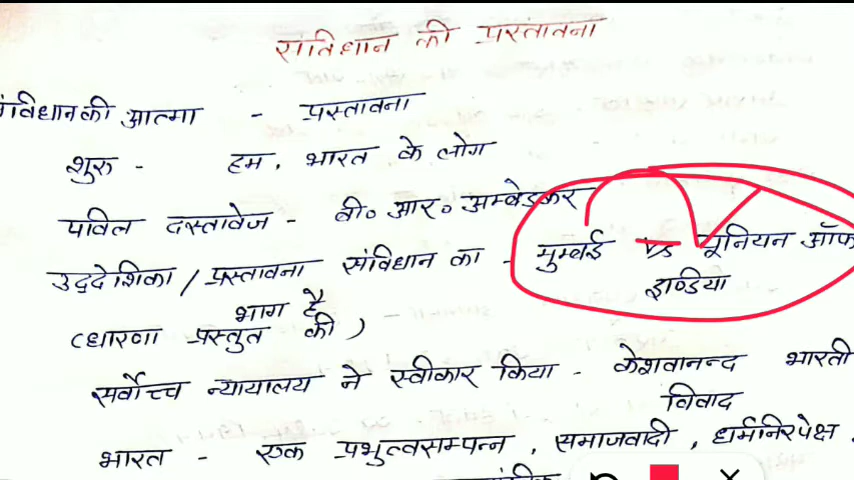 संविधान की प्रस्तावना
संविधान की आत्मा - प्रस्तावना
शुरू - हम, भारत के लोग
पवित्र दस्तावेज - बी० आर० अम्बेडकर
उद्देशिका / प्रस्तावना संविधान का - मुम्बई vs यूनियन ऑफ
भाग है इण्डिया
(धारणा प्रस्तुत की)
सर्वोच्च न्यायालय ने स्वीकार किया - केशवानन्द भारती
विवाद
भारत - एक प्रभुत्वसम्पन्न, समाजवादी, धर्मनिरपेक्ष,